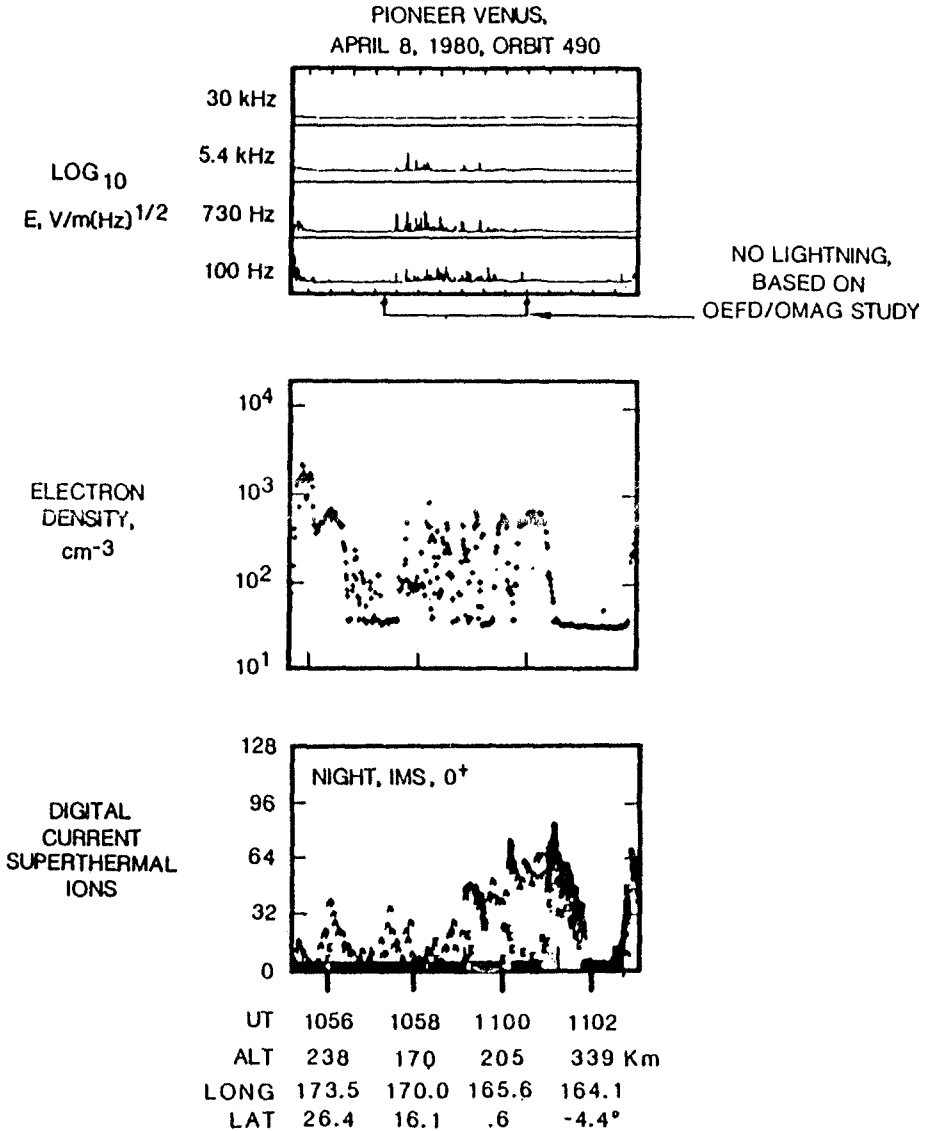 PIONEER VENUS,
APRIL 8, 1980, ORBIT 490
30 kHz
5.4 kHz
730 Hz
100 Hz
LOG10
E, V/m(Hz)1/2
NO LIGHTNING,
BASED ON
OEFD/OMAG STUDY
10^4
10^3
10^2
10^1
ELECTRON
DENSITY,
cm-3
128
96
64
32
0
NIGHT, IMS, 0+
DIGITAL
CURRENT
SUPERTHERMAL
IONS
UT 1056 1058 1100 1102
ALT 238 170 205 339 Km
LONG 173.5 170.0 165.6 164.1
LAT 26.4 16.1 .6 -4.4°